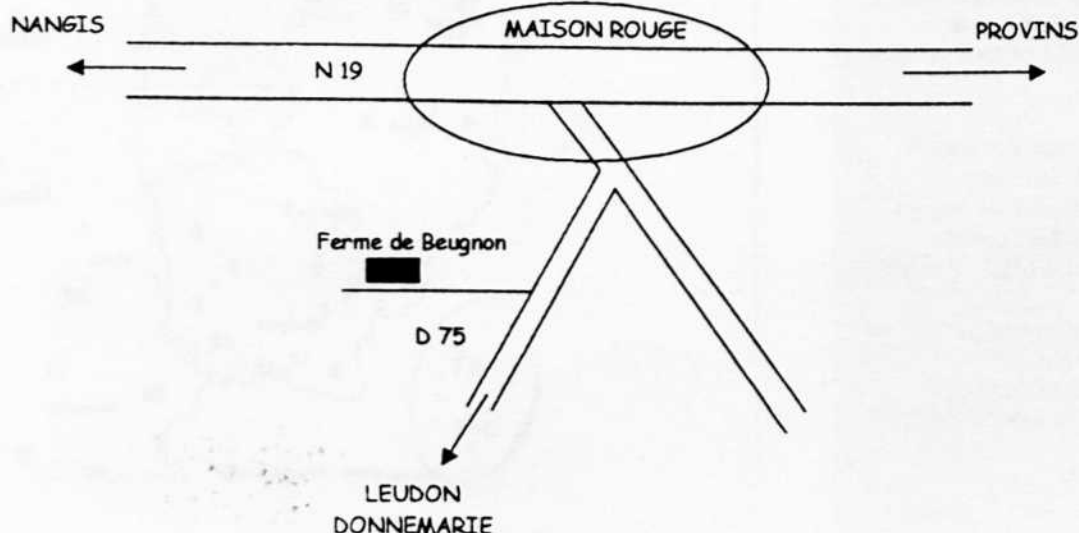 NANGIS
MAISON ROUGE
PROVINS
N 19
Ferme de Beugnon
D 75
LEUDON
DONNEMARIE